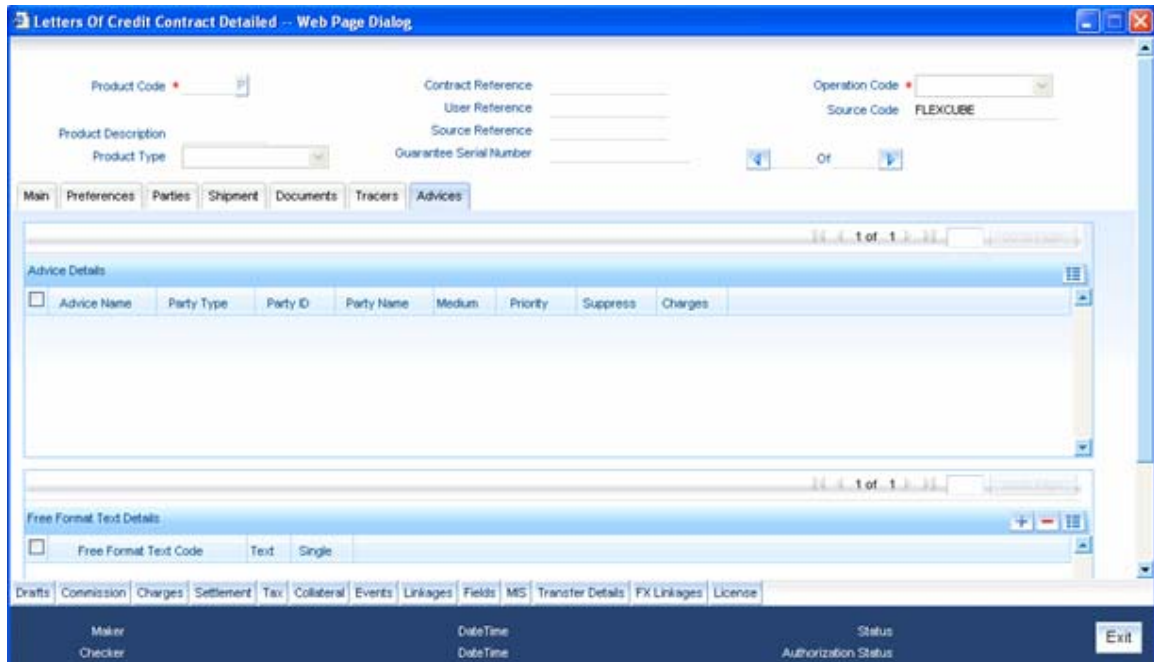 Letters Of Credit Contract Detailed -- Web Page Dialog
Product Code * Contract Reference Operation Code *
User Reference Source Code FLEXCUBE
Product Description Source Reference
Product Type Guarantee Serial Number Of
Main Preferences Parties Shipment Documents Tracers Advices
1 of 1
Advice Details
Advice Name Party Type Party ID Party Name Medium Priority Suppress Charges
1 of 1
Free Format Text Details
Free Format Text Code Text Single
Drafts Commission Charges Settlement Tax Collateral Events Linkages Fields MIS Transfer Details FX Linkages License
Maker DateTime Status
Checker DateTime Authorization Status
Exit